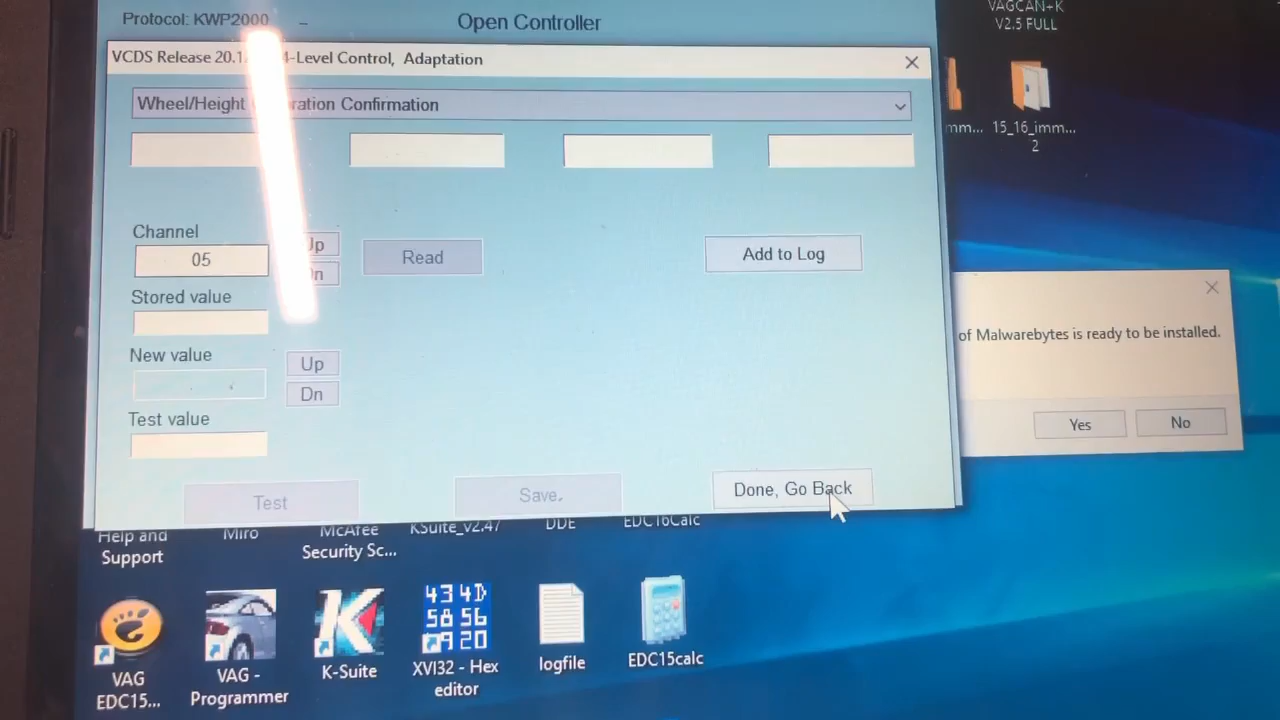 Protocol: KWP2000
Open Controller
VCDS Release 20.1 4-Level Control, Adaptation
Wheel/Height ration Confirmation
Channel
05
Up
Dn
Read
Add to Log
Stored value
New value
Up
Dn
Test value
Test
Save.
Done, Go Back
VAGCAN+K
V2.5 FULL
mm...
15_16_imm...
2
of Malwarebytes is ready to be installed.
Yes
No
Help and
Support
Miro
McAfee
Security Sc...
KSuite_v2.47
DDE
EDC16Calc
VAG
EDC15...
VAG -
Programmer
K-Suite
XVI32 - Hex
editor
logfile
EDC15calc